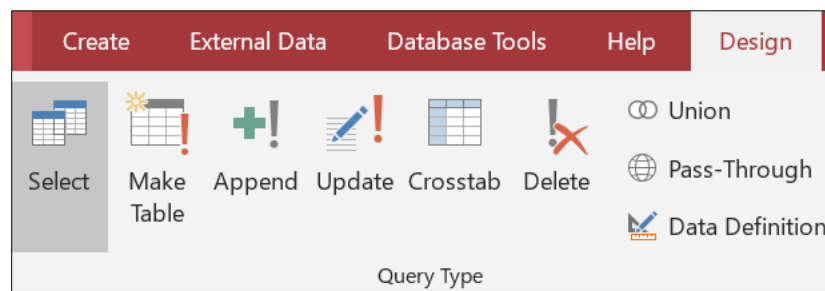 Create External Data Database Tools Help Design
Select Make Table Append Update Crosstab Delete
Union
Pass-Through
Data Definition
Query Type